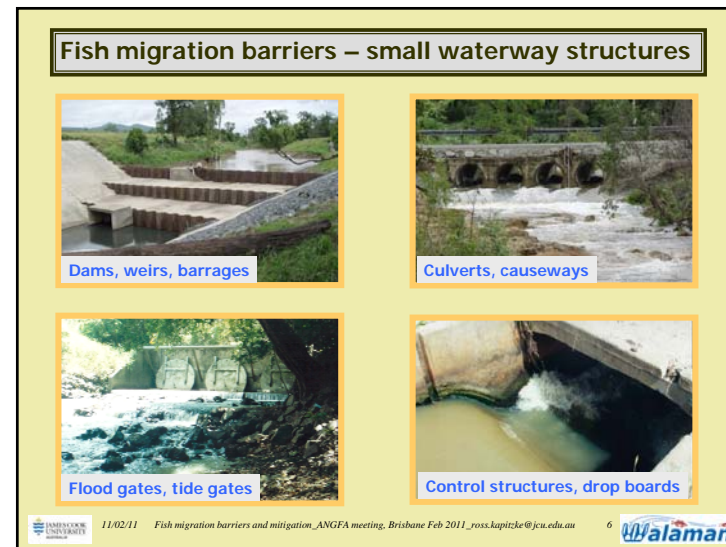 Fish migration barriers – small waterway structures
Dams, weirs, barrages
Culverts, causeways
Flood gates, tide gates
Control structures, drop boards
JAMES COOK
UNIVERSITY
AUSTRALIA
11/02/11 Fish migration barriers and mitigation_ANGFA meeting, Brisbane Feb 2011_ross.kapitzke@jcu.edu.au 6
Walamar